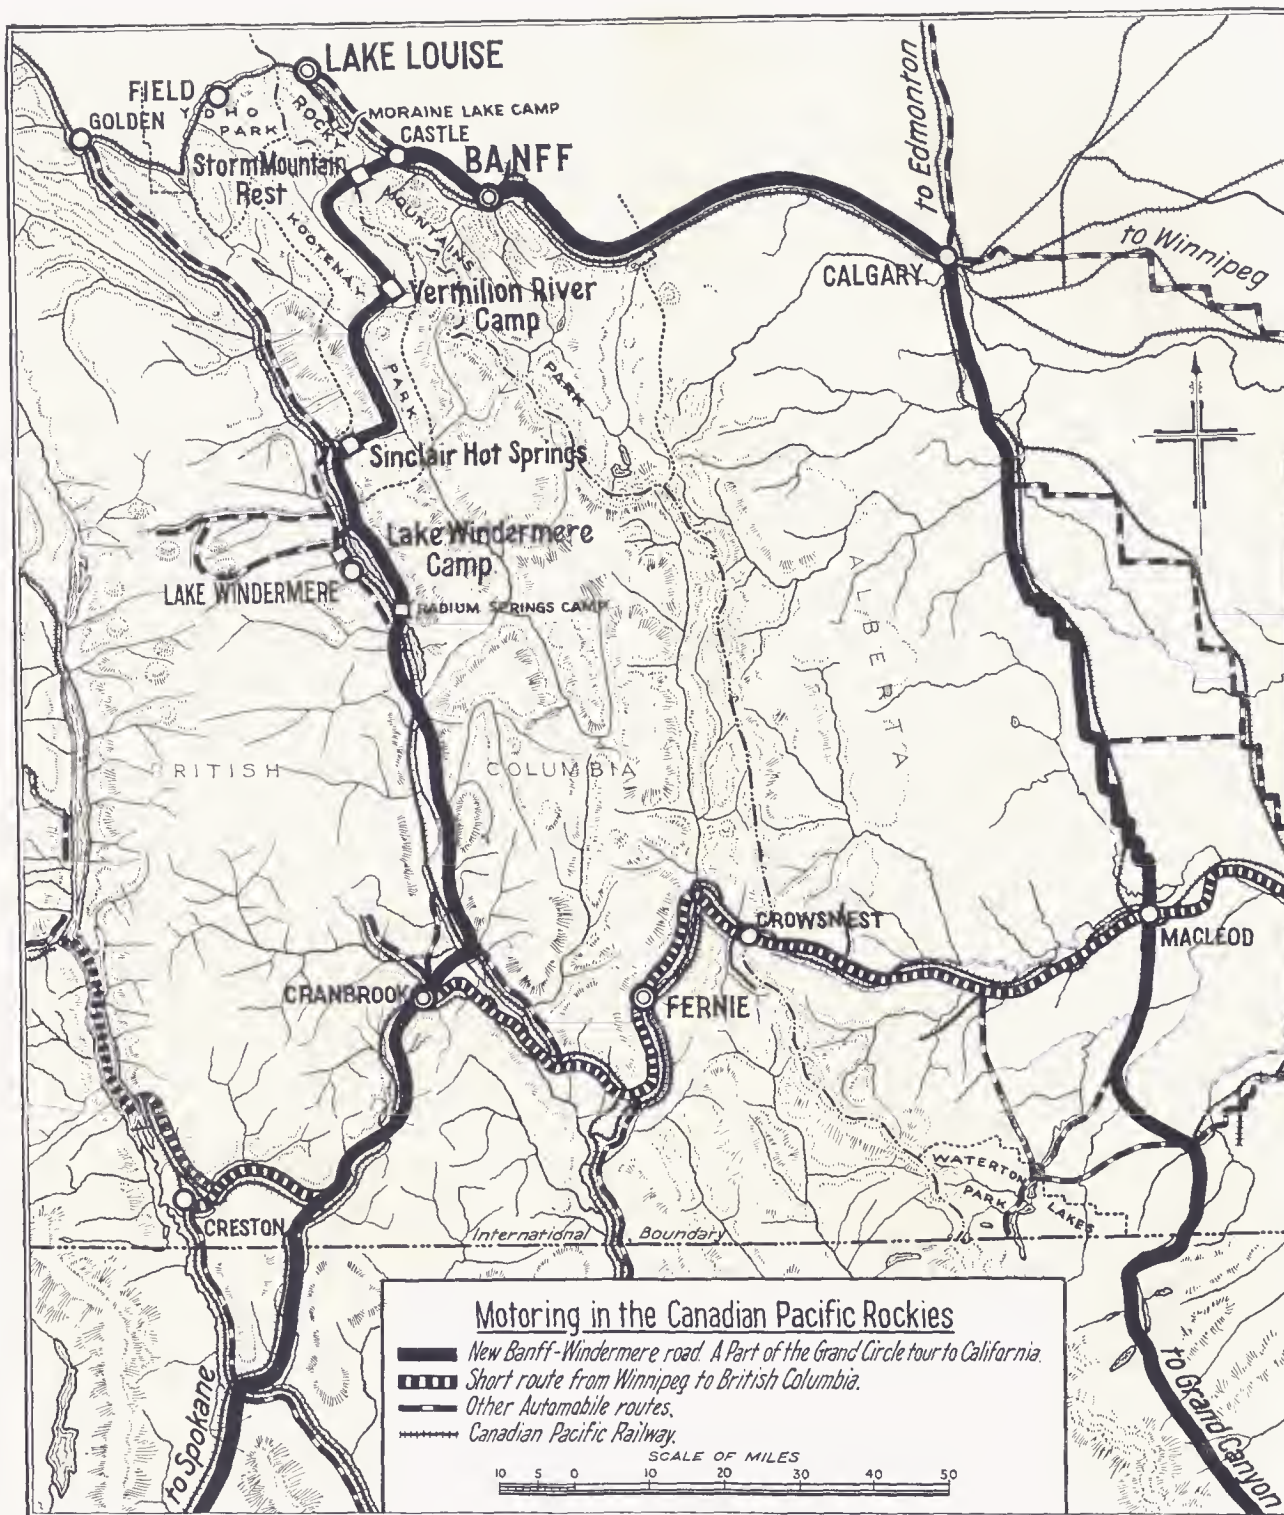 LAKE LOUISE
FIELD
YOHO
PARK
GOLDEN
ROCKY
MORAINE LAKE CAMP
CASTLE
BANFF
Storm Mountain
Rest
MOUNTAINS
KOOTENAY
Vermilion River
Camp
PARK
PARK
to Edmonton
to Winnipeg
CALGARY
Sinclair Hot Springs
Lake Windermere
Camp
LAKE WINDERMERE
RADIUM SPRINGS CAMP
ALBERTA
RITISH COLUMBIA
CROWSNEST
MACLEOD
CRANBROOK
FERNIE
WATERTON
PARK
LAKES
CRESTON
International Boundary
Motoring in the Canadian Pacific Rockies
New Banff-Windermere road. A Part of the Grand Circle tour to California.
Short route from Winnipeg to British Columbia.
Other Automobile routes.
Canadian Pacific Railway.
SCALE OF MILES
10 5 0 10 20 30 40 50
to Spokane
to Grand Canyon